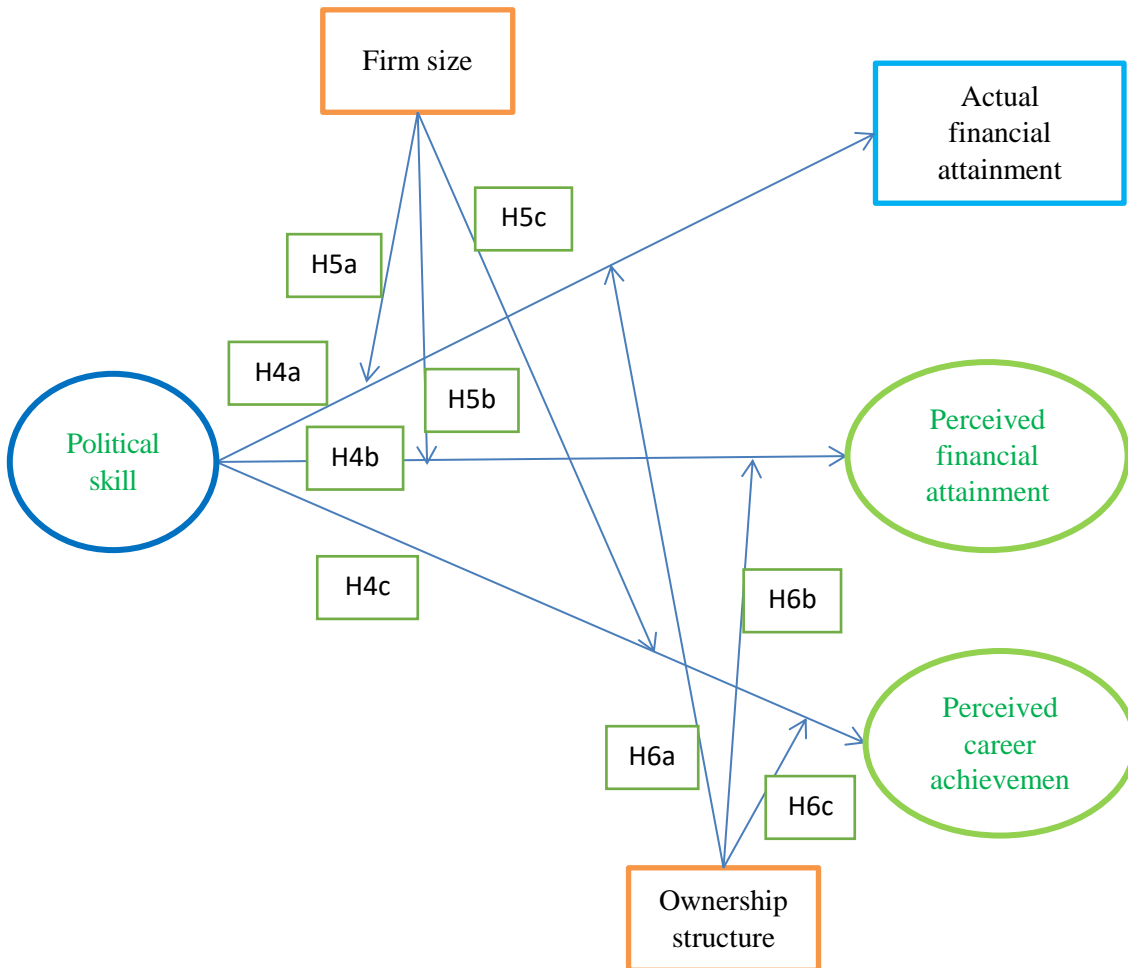 Firm size
Actual
financial
attainment
H5c
H5a
H4a
H5b
Political
skill
H4b
Perceived
financial
attainment
H4c
H6b
Perceived
career
achievemen
H6a
H6c
Ownership
structure